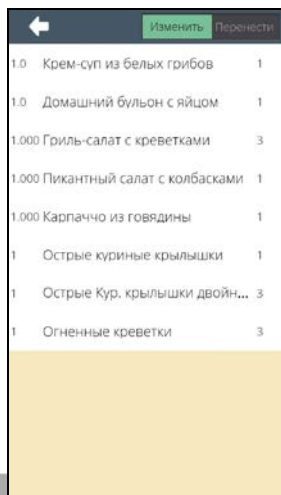 Изменить Перенести
1.0 Крем-суп из белых грибов 1
1.0 Домашний бульон с яйцом 1
1.000 Гриль-салат с креветками 3
1.000 Пикантный салат с колбасками 1
1.000 Карпаччо из говядины 1
1 Острые куриные крылышки 1
1 Острые Кур. крылышки двойн... 3
1 Огненные креветки 3